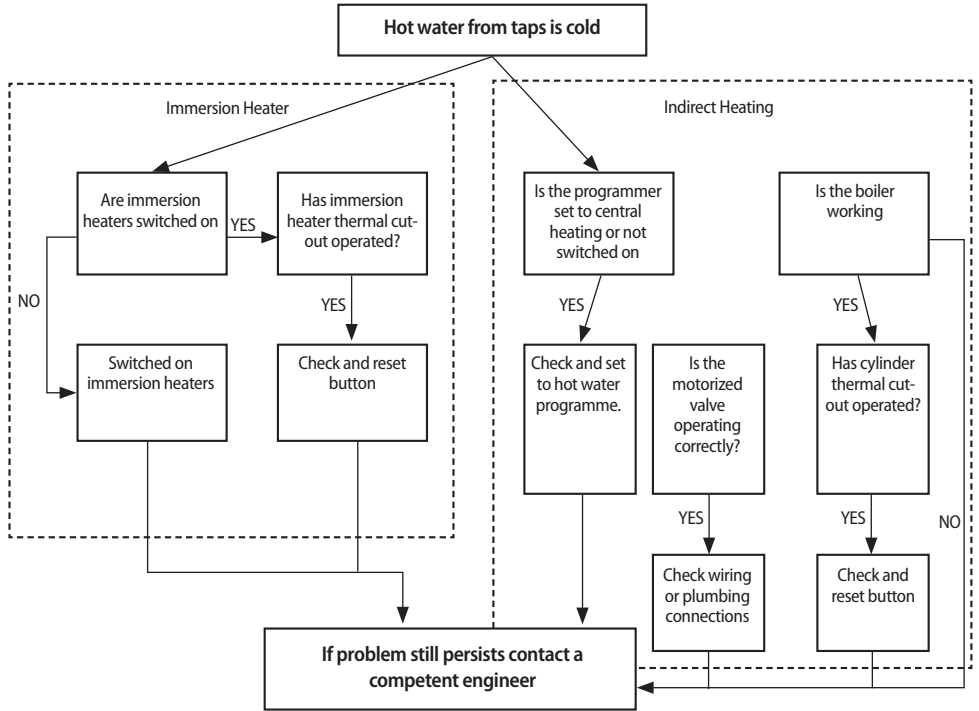 Hot water from taps is cold
Immersion Heater
Are immersion
heaters switched on
YES
Has immersion
heater thermal cut-
out operated?
NO
YES
Switched on
immersion heaters
Check and reset
button
Indirect Heating
Is the programmer
set to central
heating or not
switched on
Is the boiler
working
YES
YES
Check and set
to hot water
programme.
Is the
motorized
valve
operating
correctly?
Has cylinder
thermal cut-
out operated?
YES
YES
NO
Check wiring
or plumbing
connections
Check and
reset button
If problem still persists contact a
competent engineer